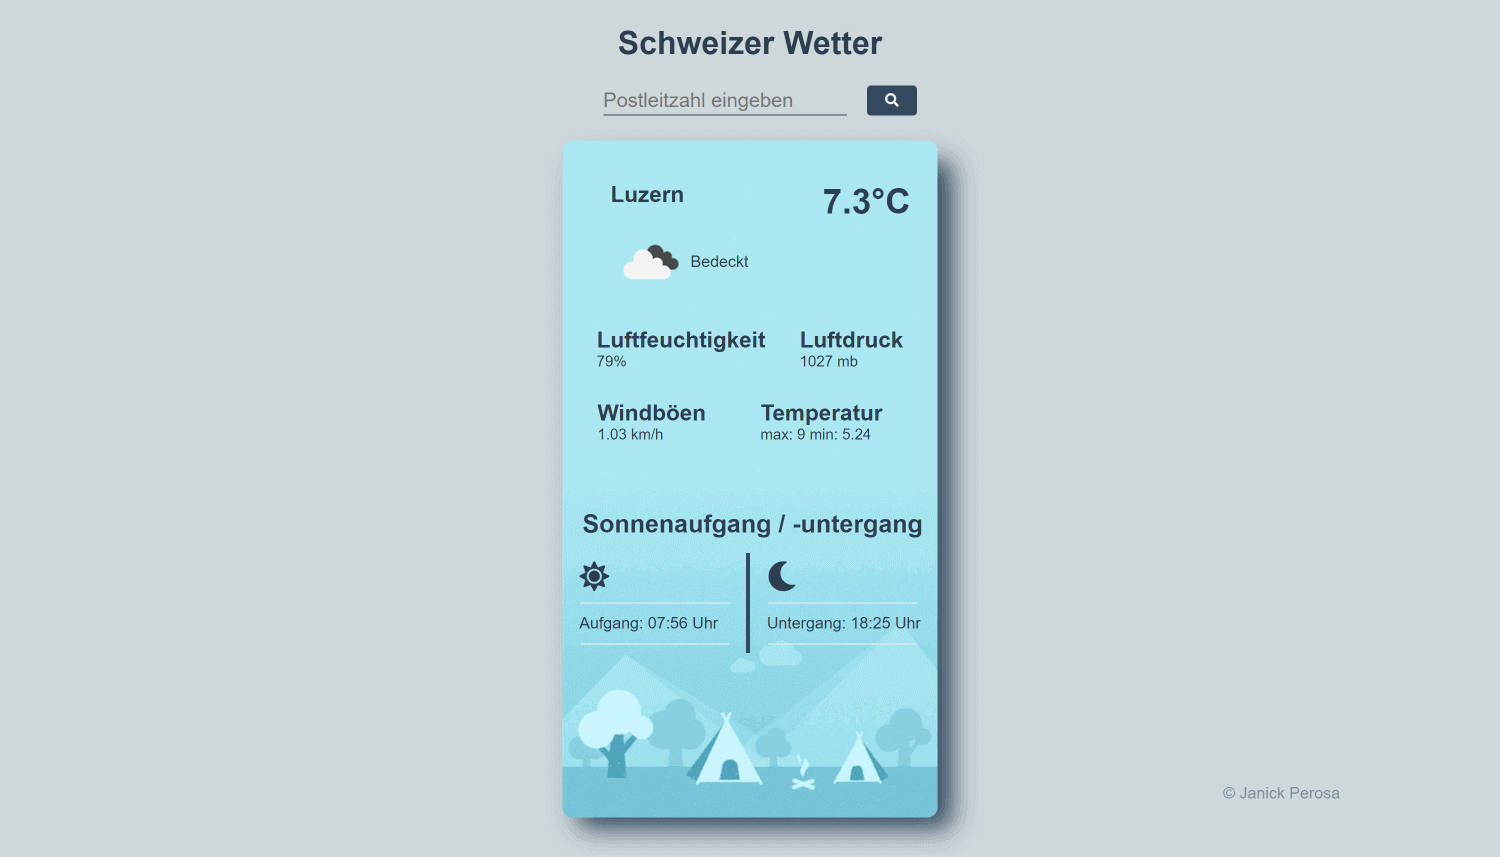 Schweizer Wetter
Postleitzahl eingeben
Luzern
7.3°C
Bedeckt
Luftfeuchtigkeit
79%
Luftdruck
1027 mb
Windböen
1.03 km/h
Temperatur
max: 9 min: 5.24
Sonnenaufgang / -untergang
Aufgang: 07:56 Uhr
Untergang: 18:25 Uhr
© Janick Perosa